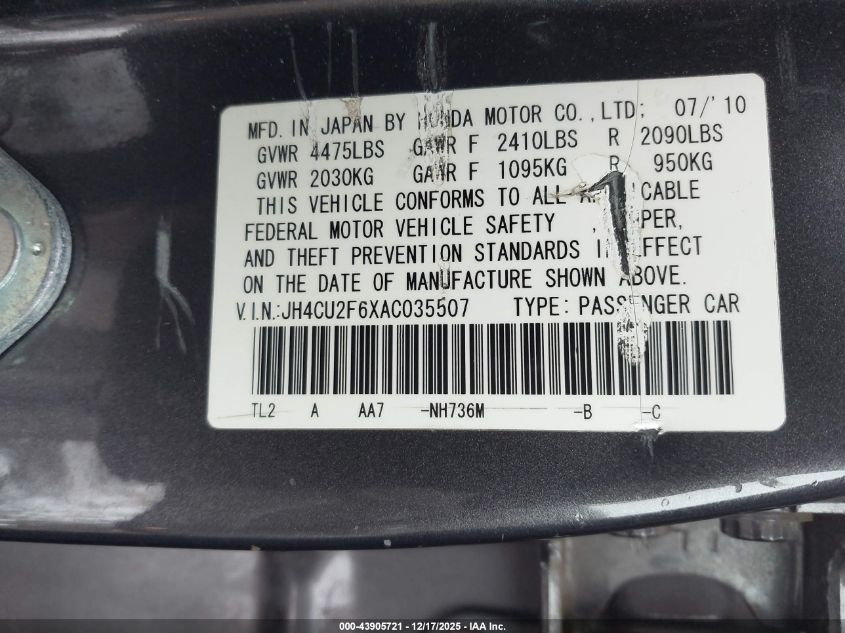 MFD. IN JAPAN BY HONDA MOTOR CO.,LTD; 07/'10
GVWR 4475LBS GAWR F 2410LBS R 2090LBS
GVWR 2030KG GAWR F 1095KG R 950KG
THIS VEHICLE CONFORMS TO ALL CABLE
FEDERAL MOTOR VEHICLE SAFETY
AND THEFT PREVENTION STANDARDS IN EFFECT
ON THE DATE OF MANUFACTURE SHOWN ABOVE.
V.I.N.:JH4CU2F6XAC035507 TYPE: PASSENGER CAR
TL2 A AA7 -NH736M -B -C
000-43905721 - 12/17/2025 - IAA Inc.